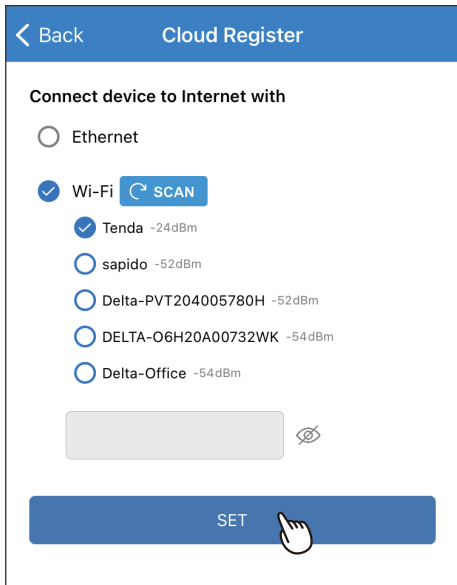 Back Cloud Register
Connect device to Internet with
Ethernet
Wi-Fi SCAN
Tenda -24dBm
sapido -52dBm
Delta-PVT204005780H -52dBm
DELTA-O6H20A00732WK -54dBm
Delta-Office -54dBm
SET